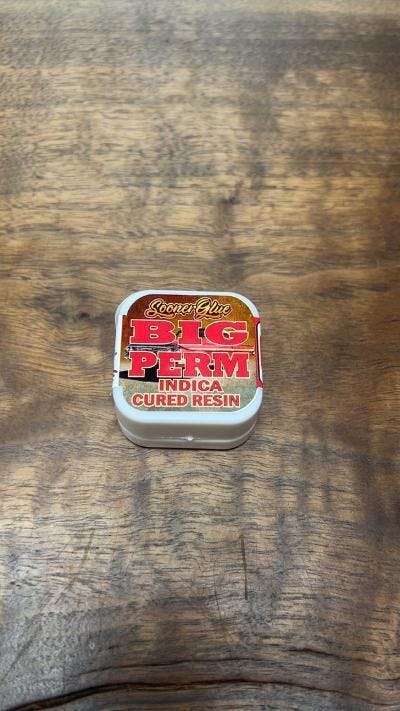 SoonerGlue
BIG
PERM
INDICA
CURED RESIN